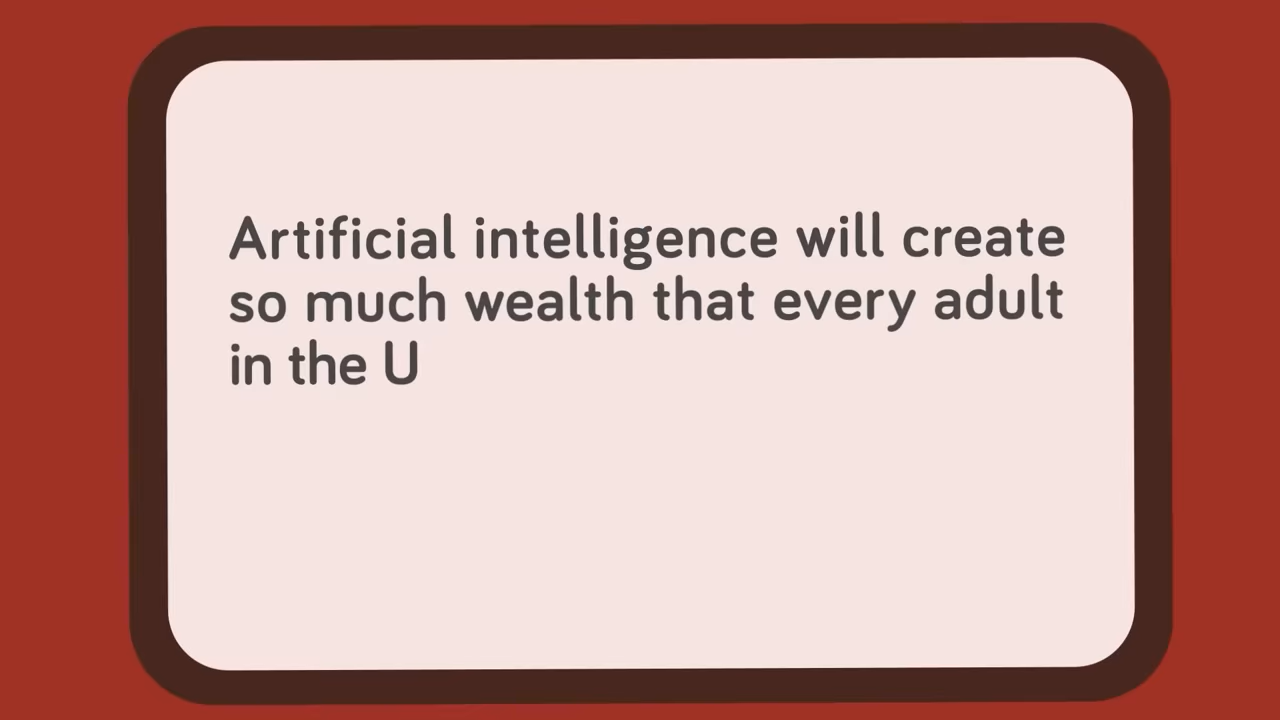 Artificial intelligence will create
so much wealth that every adult
in the U